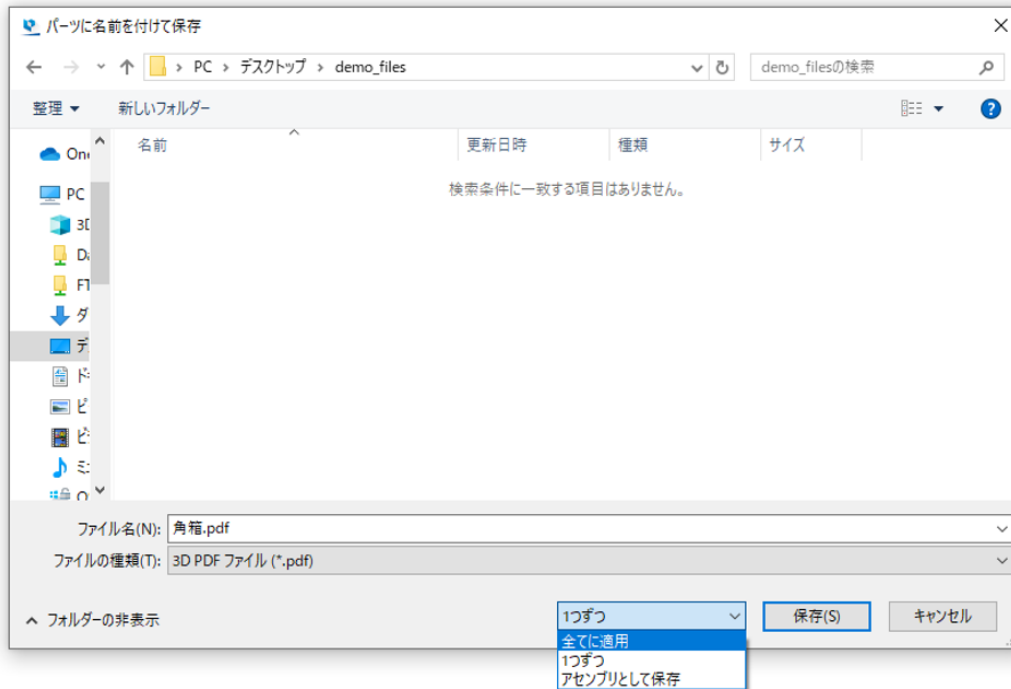 パーツに名前を付けて保存
PC › デスクトップ › demo_files
demo_filesの検索
整理
新しいフォルダー
名前
更新日時
種類
サイズ
検索条件に一致する項目はありません。
PC
3D
ダ
デ
ド
ピ
ビ
ミ
ファイル名(N): 角箱.pdf
ファイルの種類(T): 3D PDF ファイル (*.pdf)
フォルダーの非表示
1つずつ
保存(S)
キャンセル
全てに適用
1つずつ
アセンブリとして保存